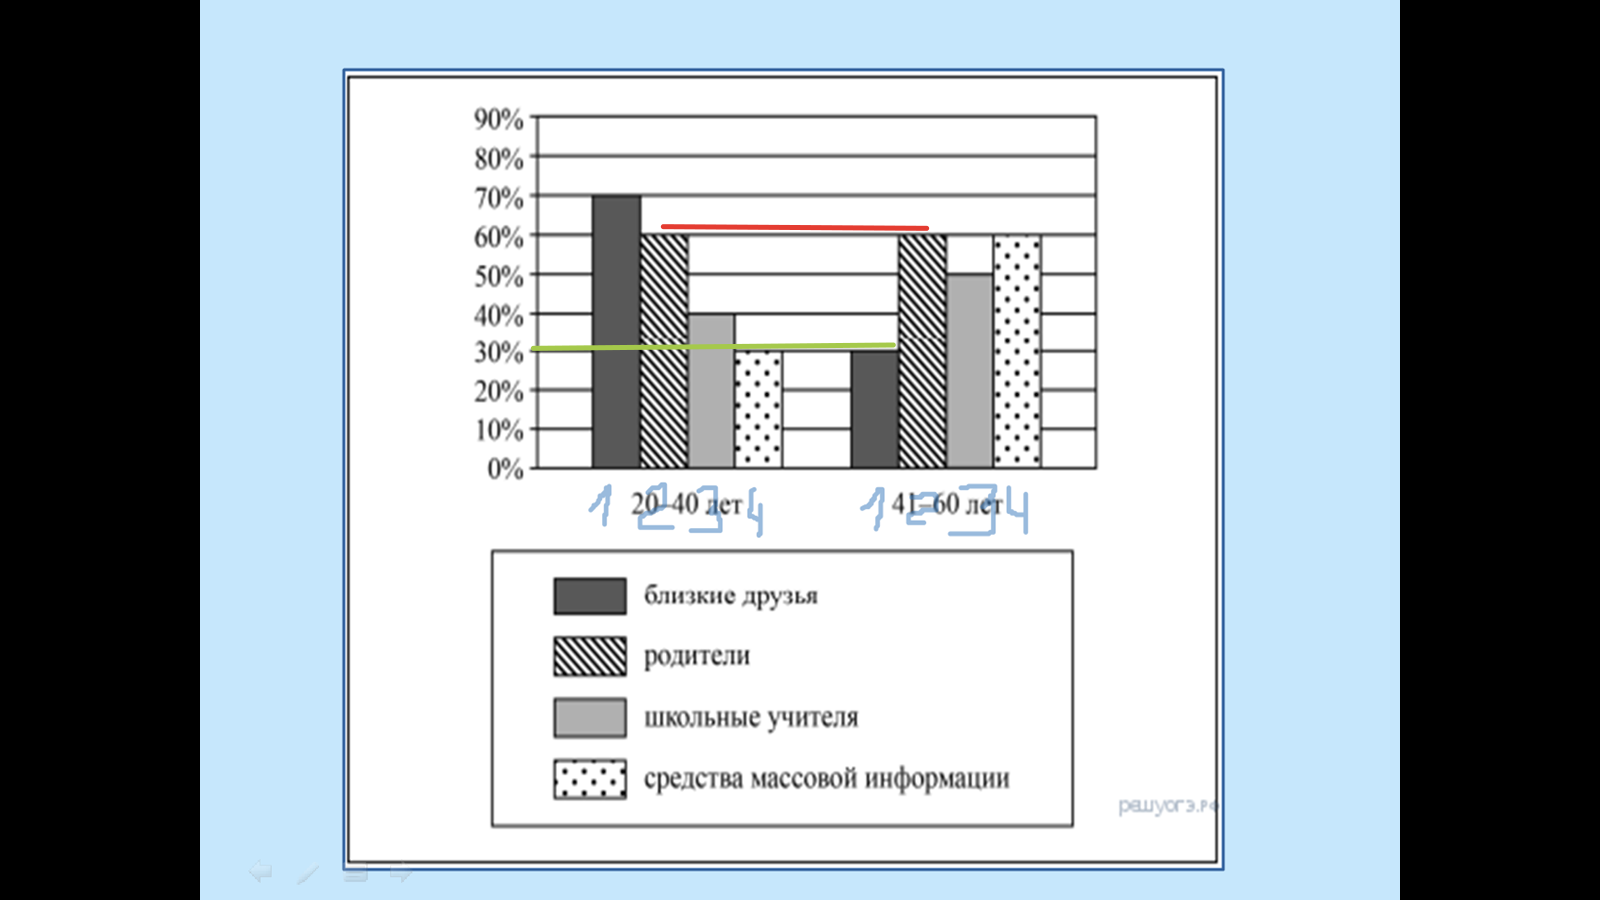 90%
80%
70%
60%
50%
40%
30%
20%
10%
0%
20–40 лет 41–60 лет
1 2 3 4 1 2 3 4
близкие друзья
родители
школьные учителя
средства массовой информации
решуогэ.рф